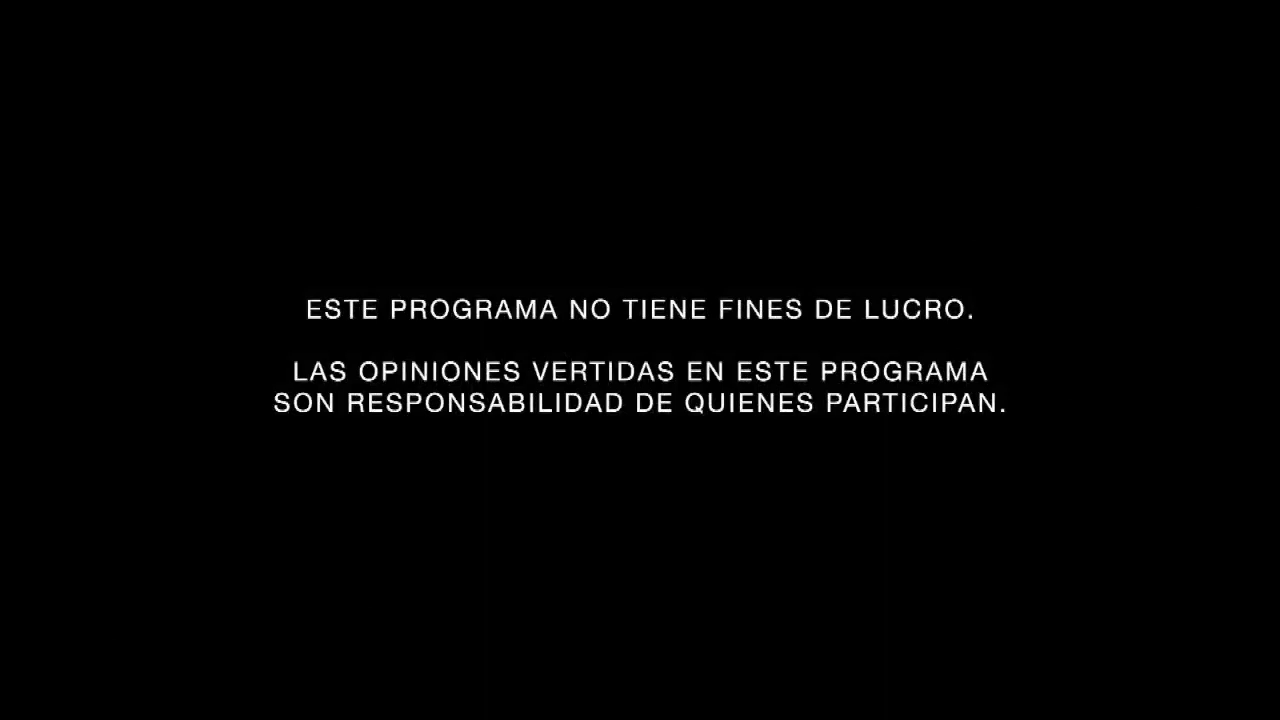 ESTE PROGRAMA NO TIENE FINES DE LUCRO.
LAS OPINIONES VERTIDAS EN ESTE PROGRAMA
SON RESPONSABILIDAD DE QUIENES PARTICIPAN.